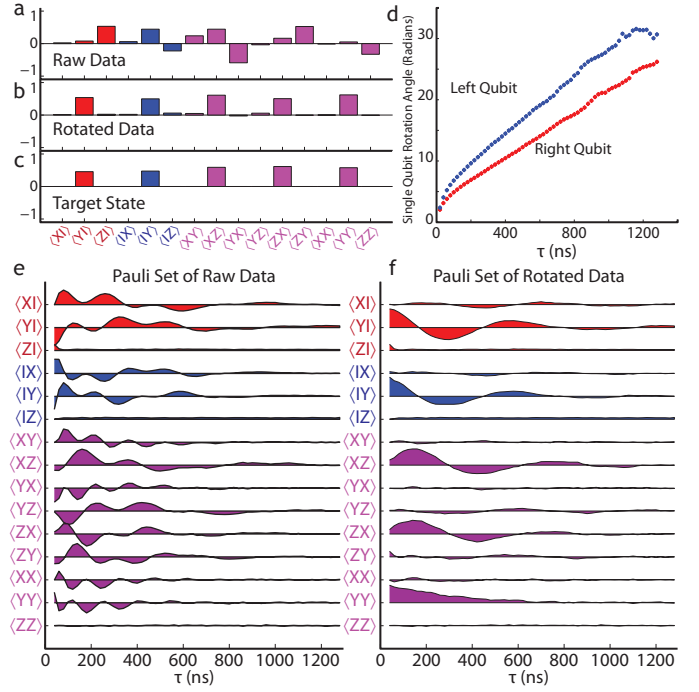 a
1
0
−1
Raw Data
b
1
0
−1
Rotated Data
c
1
0
−1
Target State
⟨XI⟩ ⟨YI⟩ ⟨ZI⟩ ⟨IX⟩ ⟨IY⟩ ⟨IZ⟩ ⟨XY⟩ ⟨XZ⟩ ⟨YX⟩ ⟨YZ⟩ ⟨ZX⟩ ⟨ZY⟩ ⟨XX⟩ ⟨YY⟩ ⟨ZZ⟩
d
Single Qubit Rotation Angle (Radians)
30
20
10
0
Left Qubit
Right Qubit
0 400 800 1200
τ (ns)
e
Pauli Set of Raw Data
⟨XI⟩
⟨YI⟩
⟨ZI⟩
⟨IX⟩
⟨IY⟩
⟨IZ⟩
⟨XY⟩
⟨XZ⟩
⟨YX⟩
⟨YZ⟩
⟨ZX⟩
⟨ZY⟩
⟨XX⟩
⟨YY⟩
⟨ZZ⟩
0 200 400 600 800 1000 1200
τ (ns)
f
Pauli Set of Rotated Data
⟨XI⟩
⟨YI⟩
⟨ZI⟩
⟨IX⟩
⟨IY⟩
⟨IZ⟩
⟨XY⟩
⟨XZ⟩
⟨YX⟩
⟨YZ⟩
⟨ZX⟩
⟨ZY⟩
⟨XX⟩
⟨YY⟩
⟨ZZ⟩
0 200 400 600 800 1000 1200
τ (ns)